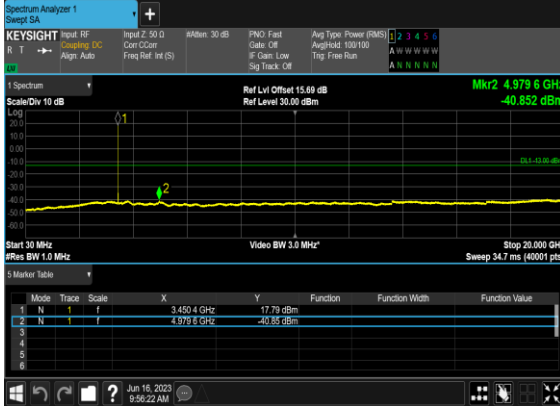 Spectrum Analyzer 1
Swept SA
+
KEYSIGHT Input: RF Input Z: 50 Ω #Atten: 30 dB PNO: Fast Avg Type: Power (RMS) 1 2 3 4 5 6
R T Coupling: DC Corr CCorr Gate: Off Avg|Hold: 100/100 A W W W W W
Align: Auto Freq Ref: Int (S) IF Gain: Low Trig: Free Run
Sig Track: Off A N N N N N
1 Spectrum
Ref Lvl Offset 15.69 dB Mkr2 4.979 6 GHz
Scale/Div 10 dB Ref Level 30.00 dBm -40.852 dBm
Log
20.0
10.0
0.00
-10.0
DL1 -13.00 dBm
-20.0
-30.0
-40.0
-50.0
-60.0
1
2
Start 30 MHz Video BW 3.0 MHz* Stop 20.000 GHz
#Res BW 1.0 MHz Sweep 34.7 ms (40001 pts)
5 Marker Table
Mode Trace Scale X Y Function Function Width Function Value
1 N 1 f 3.450 4 GHz 17.79 dBm
2 N 1 f 4.979 6 GHz -40.85 dBm
3
4
5
6
? Jun 16, 2023
9:56:22 AM